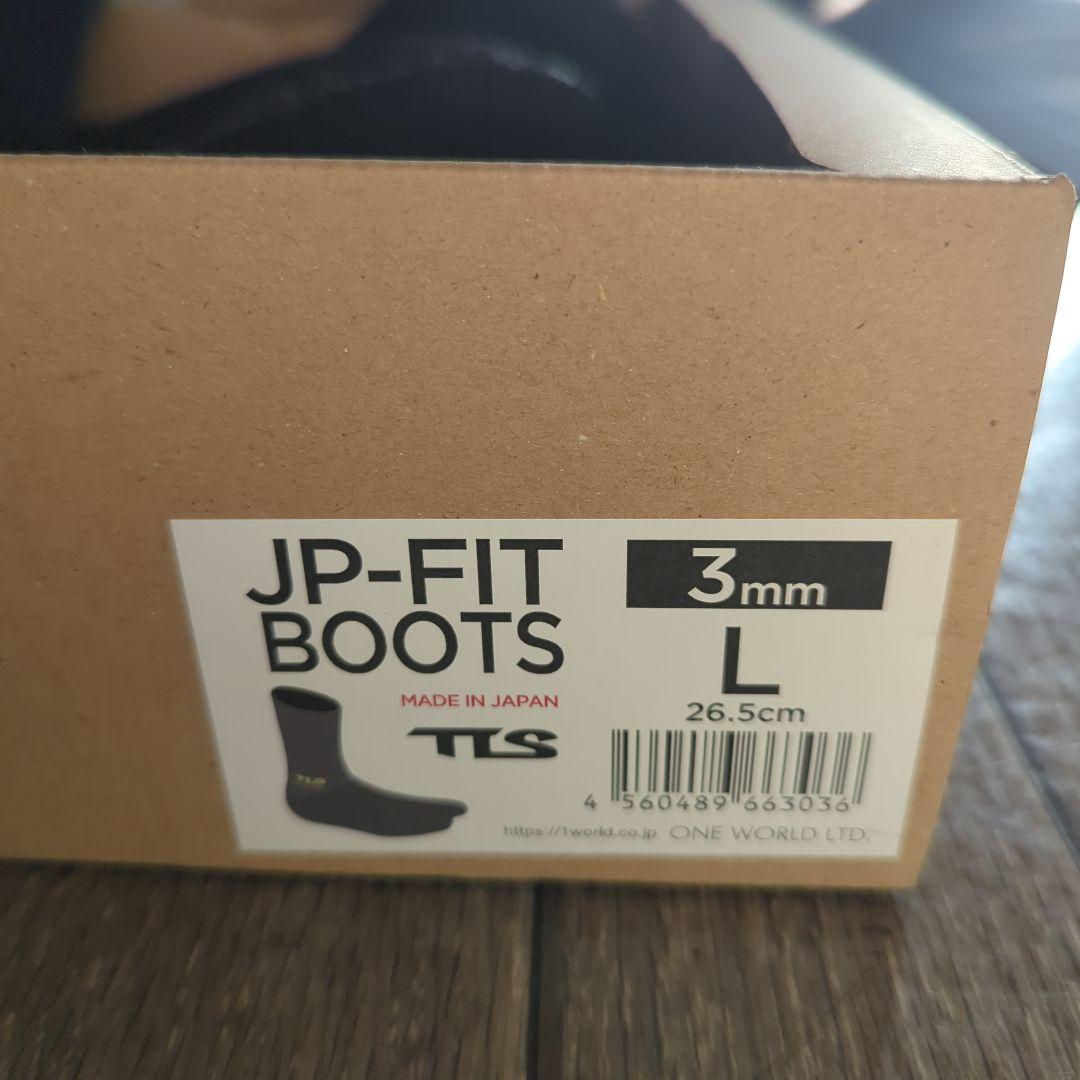 JP-FIT
BOOTS
MADE IN JAPAN
TLS
3mm
L
26.5cm
4 560489 663036
https://1world.co.jp ONE WORLD LTD.